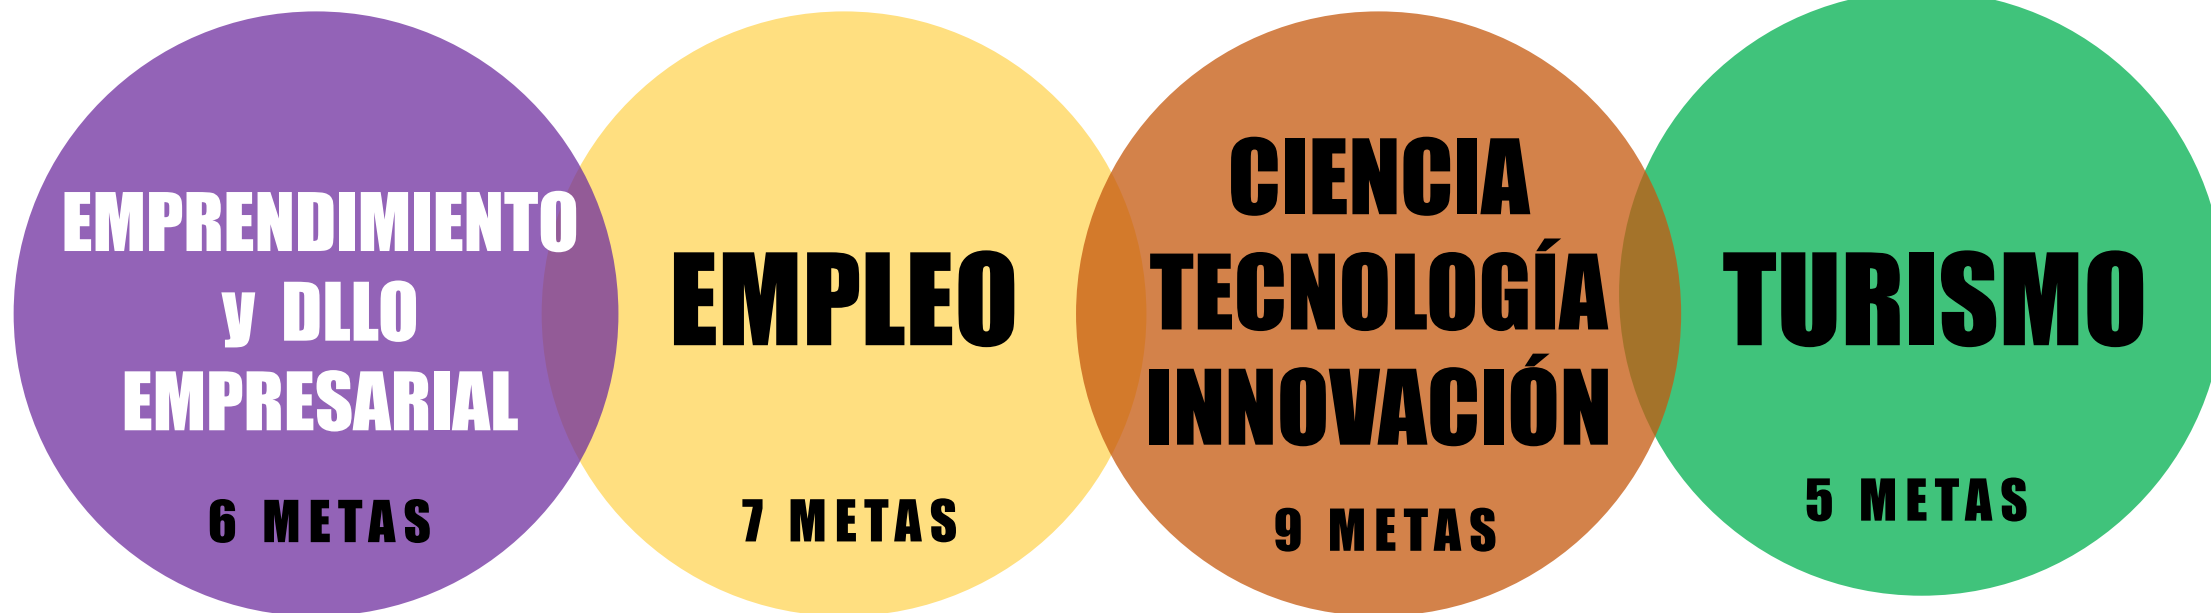 EMPRENDIMIENTO
y DLLO
EMPRESARIAL
6 METAS
EMPLEO
7 METAS
CIENCIA
TECNOLOGÍA
INNOVACIÓN
9 METAS
TURISMO
5 METAS